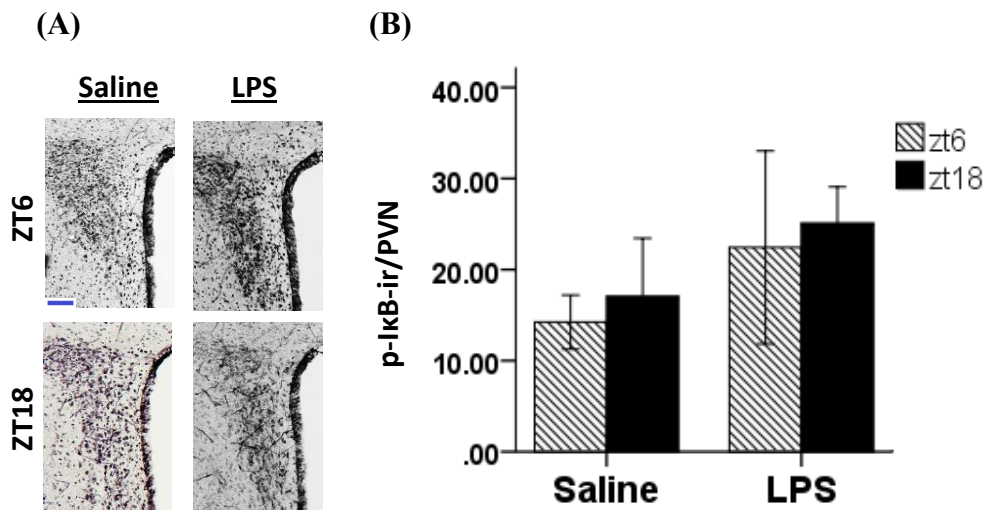 (A)
(B)
Saline LPS
ZT6
ZT18
p-IκB-ir/PVN
40.00
30.00
20.00
10.00
.00
Saline LPS
zt6
zt18